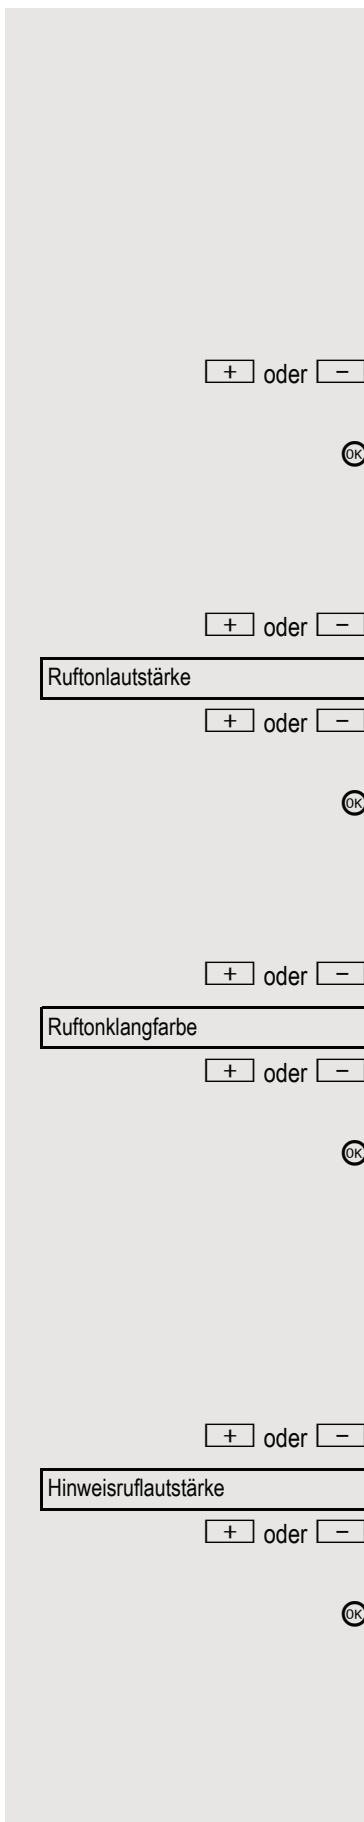 + oder −
OK
+ oder −
Ruftonlautstärke
+ oder −
OK
+ oder −
Ruftonklangfarbe
+ oder −
OK
+ oder −
Hinweisruflautstärke
+ oder −
OK